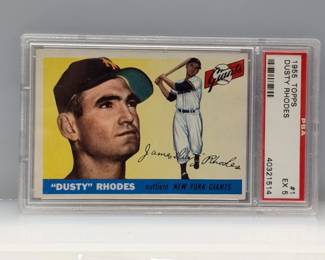 1955 TOPPS
DUSTY RHODES
PSA
#1
EX 5
40321514
Giants
James "Dusty" Rhodes
"DUSTY" RHODES
outfield NEW YORK GIANTS